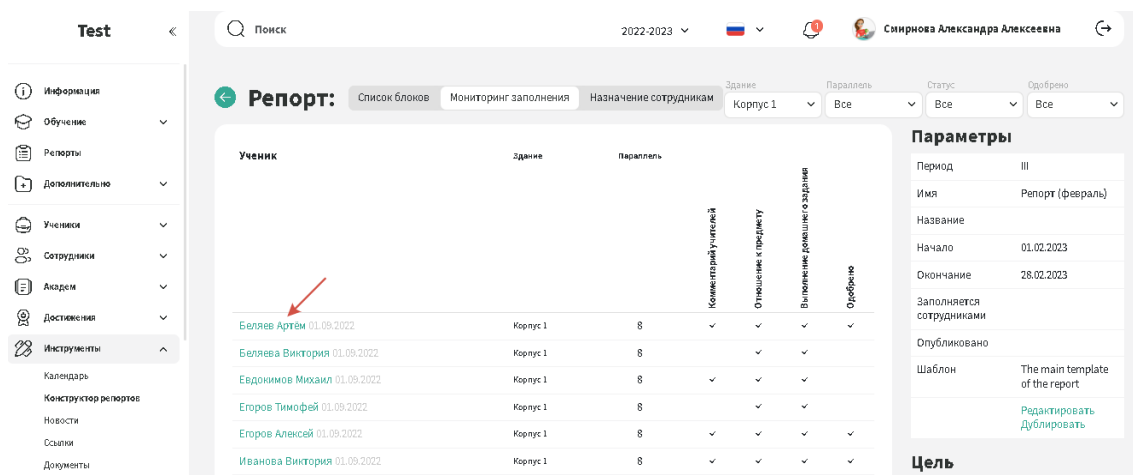 Test
Поиск
2022-2023
1
Смирнова Александра Алексеевна
Информация
Обучение
Репорты
Дополнительно
Ученики
Сотрудники
Академ
Достижения
Инструменты
Календарь
Конструктор репортов
Новости
Ссылки
Документы
Репорт:
Список блоков
Мониторинг заполнения
Назначение сотрудникам
Здание
Корпус 1
Параллель
Все
Статус
Все
Одобрено
Все
Ученик Здание Параллель
Комментарий учителей
Отношение к предмету
Выполнение домашнего задания
Одобрено
Беляев Артём 01.09.2022 Корпус 1 8
Беляева Виктория 01.09.2022 Корпус 1 8
Евдокимов Михаил 01.09.2022 Корпус 1 8
Егоров Тимофей 01.09.2022 Корпус 1 8
Егоров Алексей 01.09.2022 Корпус 1 8
Иванова Виктория 01.09.2022 Корпус 1 8
Параметры
Период III
Имя Репорт (февраль)
Название
Начало 01.02.2023
Окончание 28.02.2023
Заполняется
сотрудниками
Опубликовано
Шаблон The main template
of the report
Редактировать
Дублировать
Цель